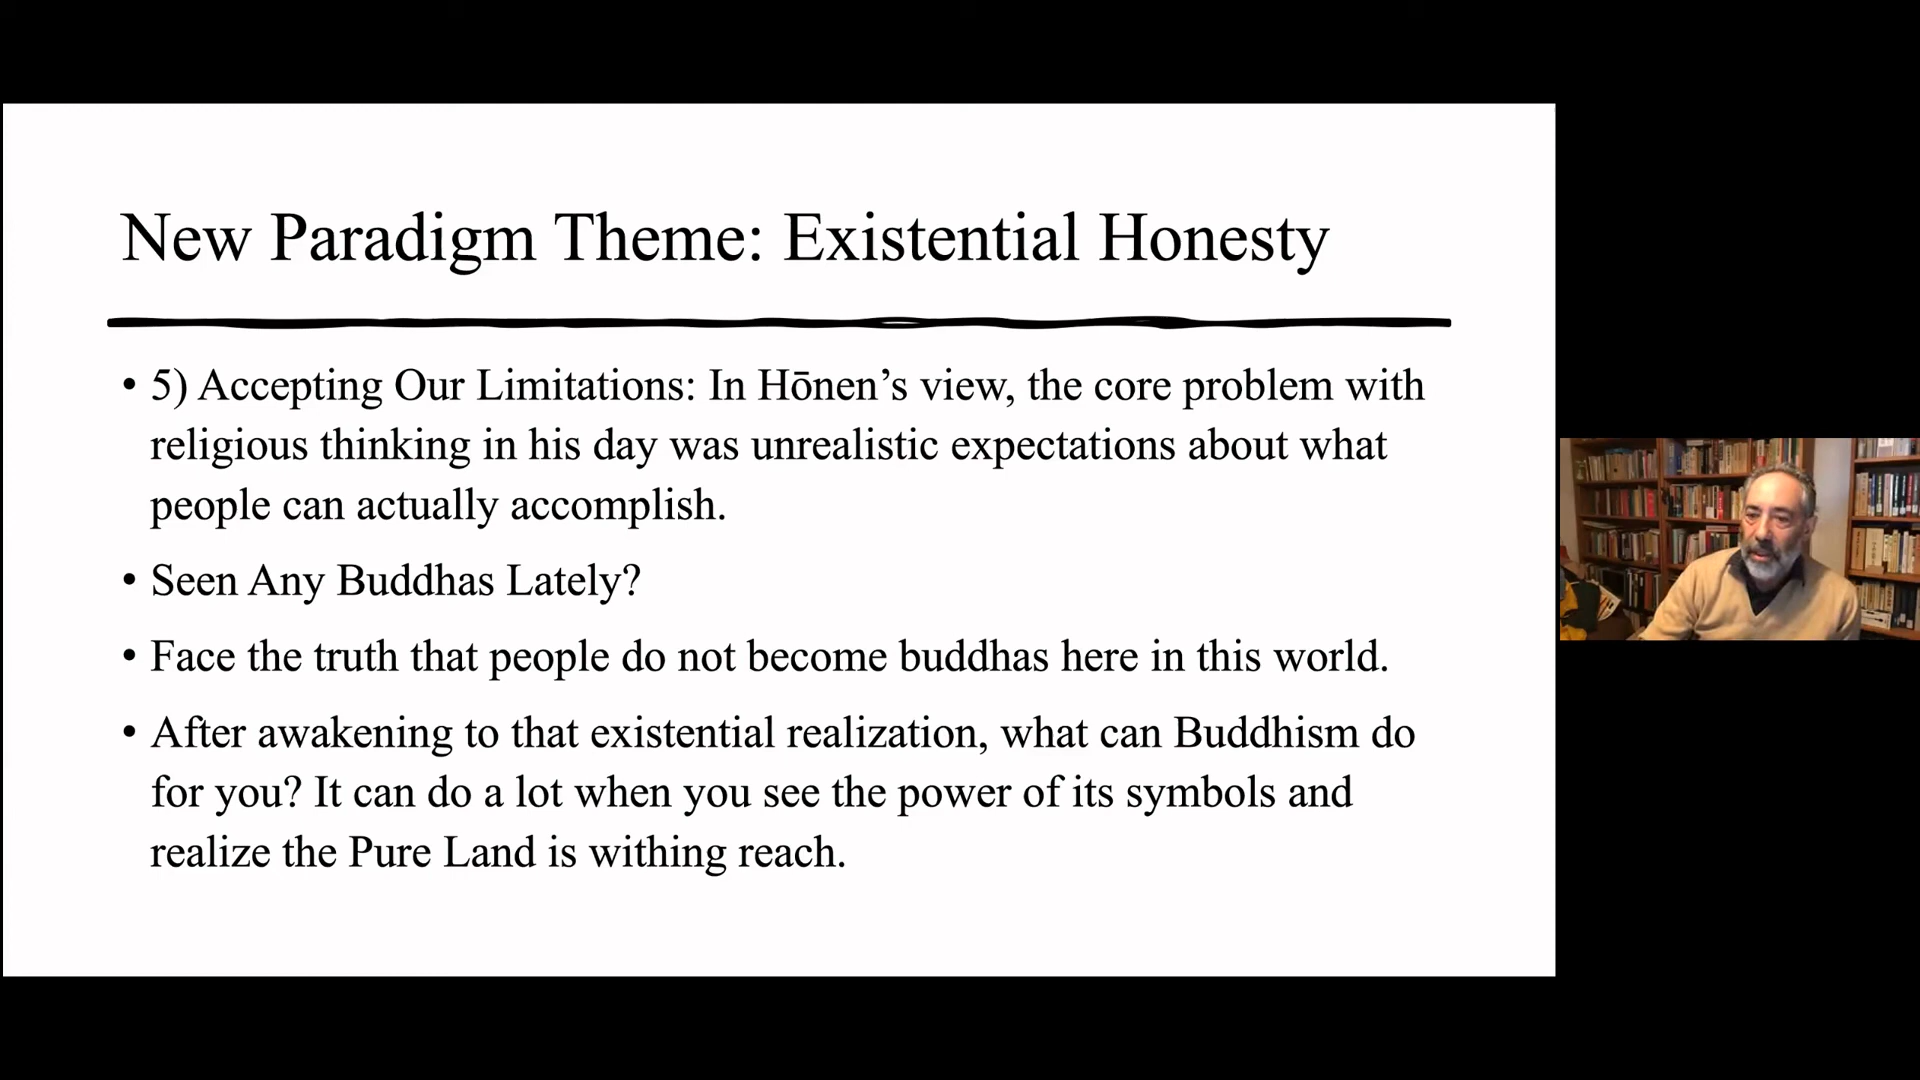 New Paradigm Theme: Existential Honesty
• 5) Accepting Our Limitations: In Hōnen’s view, the core problem with
religious thinking in his day was unrealistic expectations about what
people can actually accomplish.
• Seen Any Buddhas Lately?
• Face the truth that people do not become buddhas here in this world.
• After awakening to that existential realization, what can Buddhism do
for you? It can do a lot when you see the power of its symbols and
realize the Pure Land is withing reach.